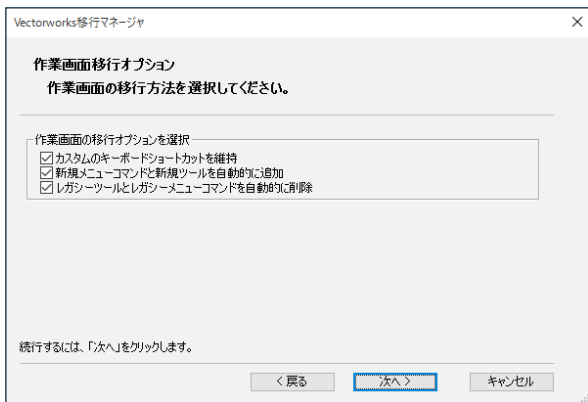 Vectorworks移行マネージャ
作業画面移行オプション
作業画面の移行方法を選択してください。
作業画面の移行オプションを選択
カスタムのキーボードショートカットを維持
新規メニューコマンドと新規ツールを自動的に追加
レガシーツールとレガシーメニューコマンドを自動的に削除
続行するには、「次へ」をクリックします。
< 戻る
次へ >
キャンセル